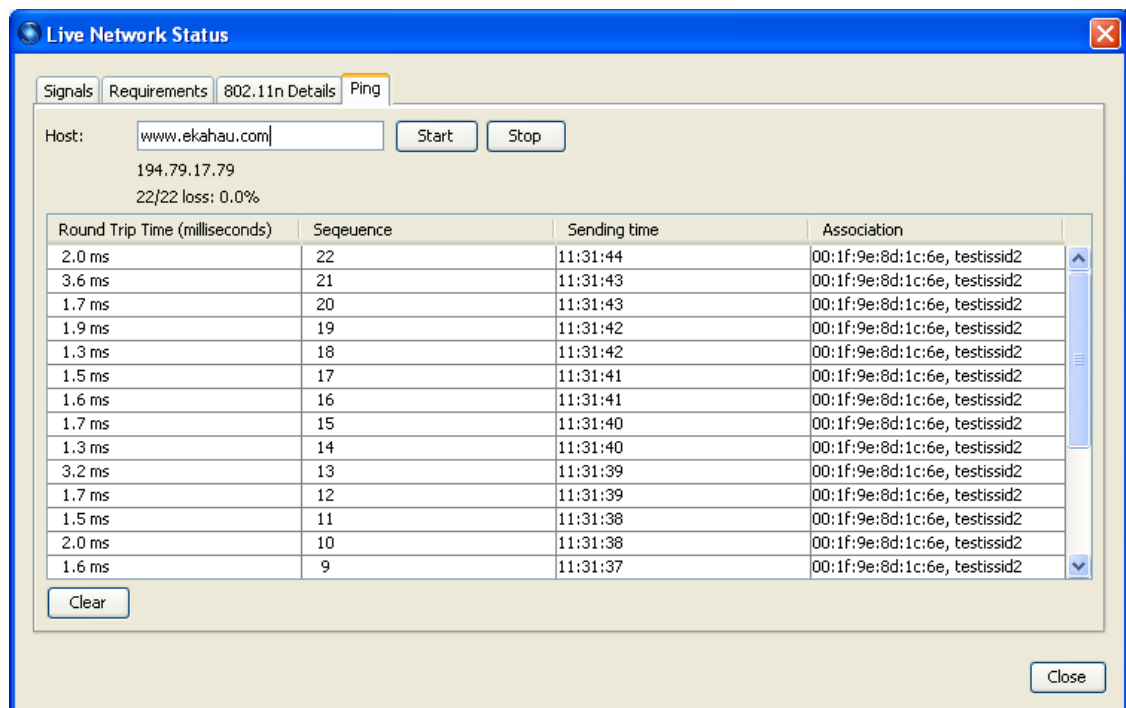 Live Network Status
Signals Requirements 802.11n Details Ping
Host: www.ekahau.com Start Stop
194.79.17.79
22/22 loss: 0.0%
Round Trip Time (milliseconds) Seqeuence Sending time Association
2.0 ms 22 11:31:44 00:1f:9e:8d:1c:6e, testissid2
3.6 ms 21 11:31:43 00:1f:9e:8d:1c:6e, testissid2
1.7 ms 20 11:31:43 00:1f:9e:8d:1c:6e, testissid2
1.9 ms 19 11:31:42 00:1f:9e:8d:1c:6e, testissid2
1.3 ms 18 11:31:42 00:1f:9e:8d:1c:6e, testissid2
1.5 ms 17 11:31:41 00:1f:9e:8d:1c:6e, testissid2
1.6 ms 16 11:31:41 00:1f:9e:8d:1c:6e, testissid2
1.7 ms 15 11:31:40 00:1f:9e:8d:1c:6e, testissid2
1.3 ms 14 11:31:40 00:1f:9e:8d:1c:6e, testissid2
3.2 ms 13 11:31:39 00:1f:9e:8d:1c:6e, testissid2
1.7 ms 12 11:31:39 00:1f:9e:8d:1c:6e, testissid2
1.5 ms 11 11:31:38 00:1f:9e:8d:1c:6e, testissid2
2.0 ms 10 11:31:38 00:1f:9e:8d:1c:6e, testissid2
1.6 ms 9 11:31:37 00:1f:9e:8d:1c:6e, testissid2
Clear
Close